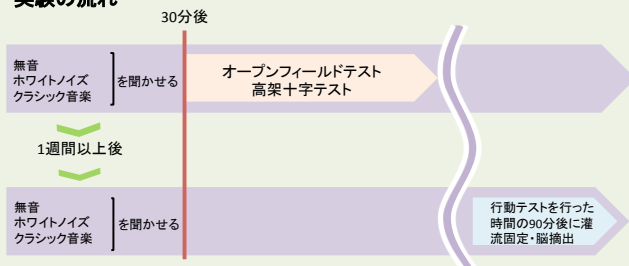 実験の流れ
30分後
無音
ホワイトノイズ
クラシック音楽
を聞かせる
オープンフィールドテスト
高架十字テスト
1週間以上後
無音
ホワイトノイズ
クラシック音楽
を聞かせる
行動テストを行った
時間の90分後に灌
流固定・脳摘出